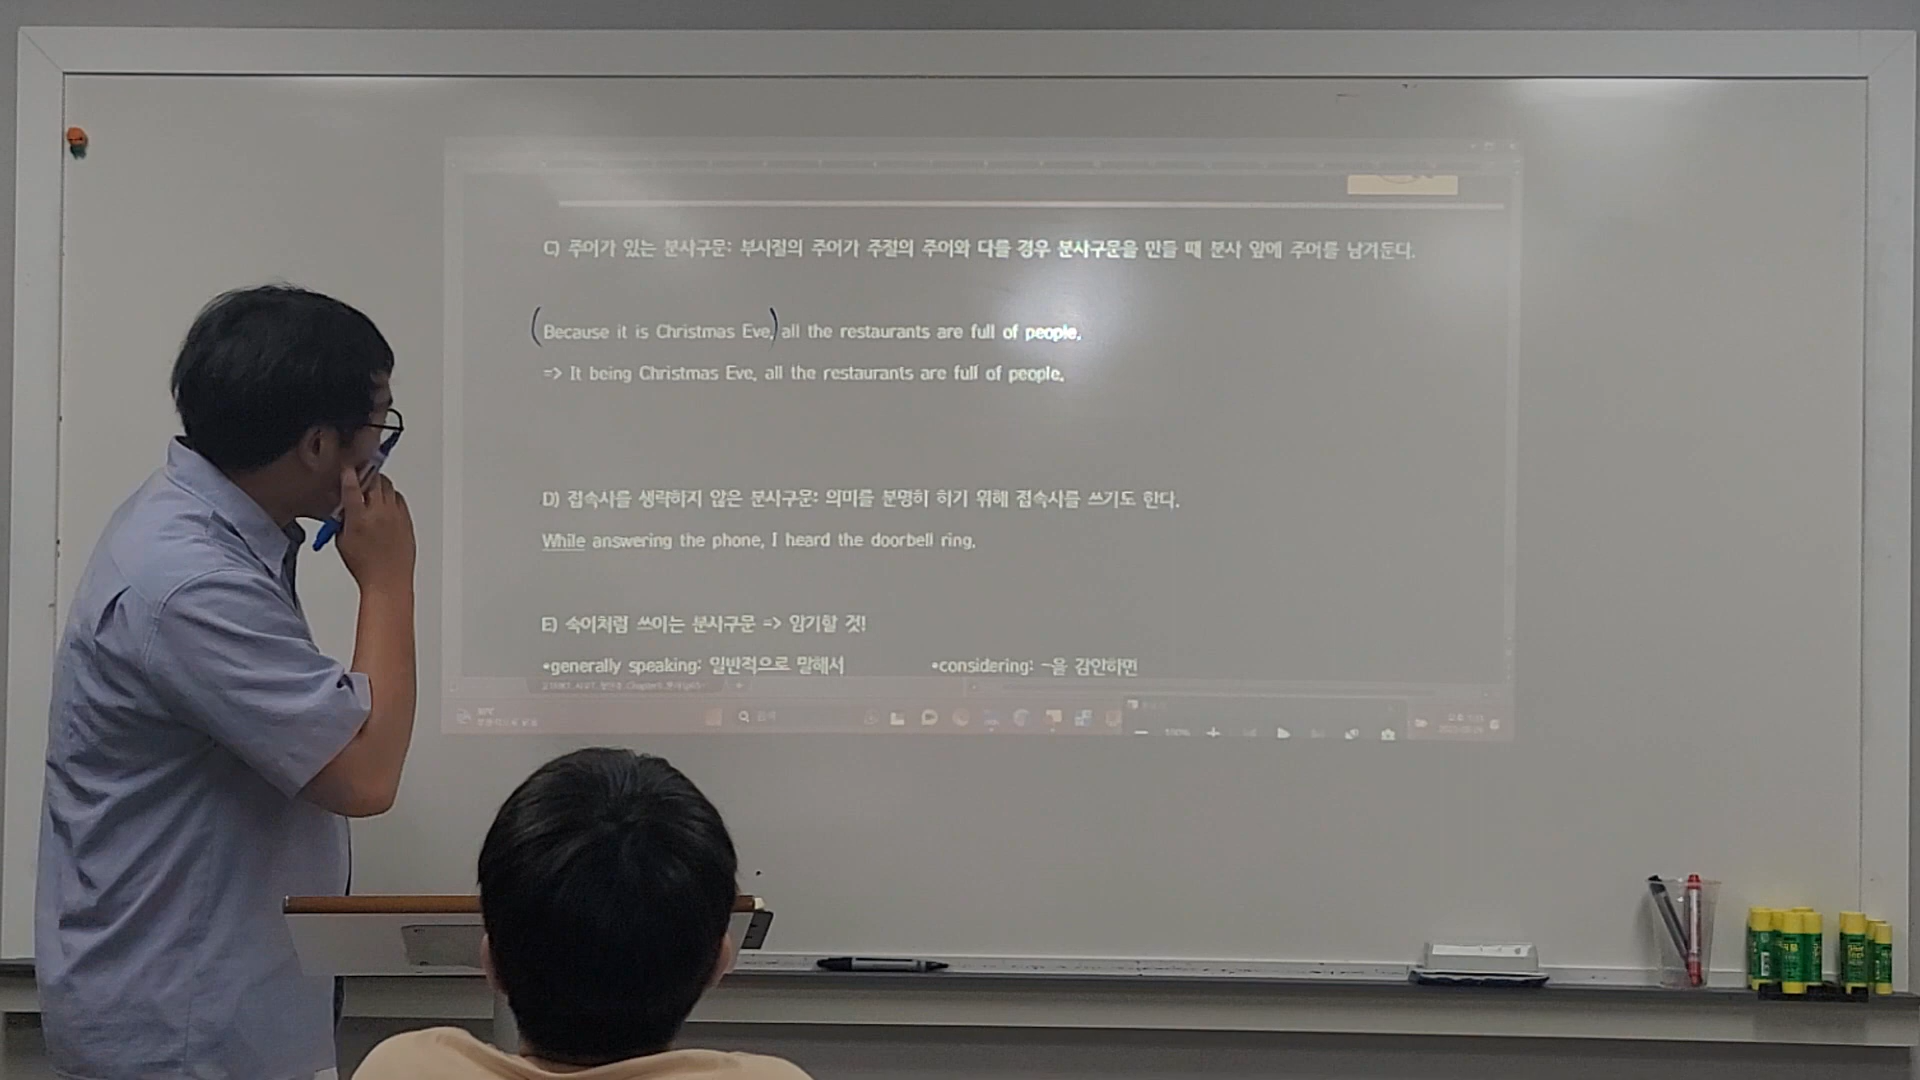 C) 주어가 있는 분사구문: 부사절의 주어가 주절의 주어와 다를 경우 분사구문을 만들 때 분사 앞에 주어를 남겨둔다.
(Because it is Christmas Eve,) all the restaurants are full of people.
=> It being Christmas Eve, all the restaurants are full of people.
D) 접속사를 생략하지 않은 분사구문: 의미를 분명히 하기 위해 접속사를 쓰기도 한다.
While answering the phone, I heard the doorbell ring.
E) 숙어처럼 쓰이는 분사구문 => 암기할 것!
•generally speaking: 일반적으로 말해서 •considering: ~을 감안하면
검색
100%